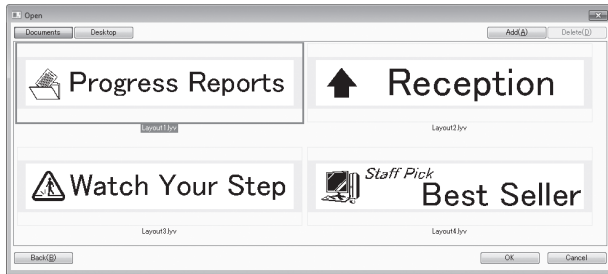 Open
Documents Desktop Add(A) Delete(D)
Progress Reports
Reception
Layout1.lyv
Layout2.lyv
Watch Your Step
Staff Pick
Best Seller
Layout3.lyv
Layout4.lyv
Back(B) OK Cancel